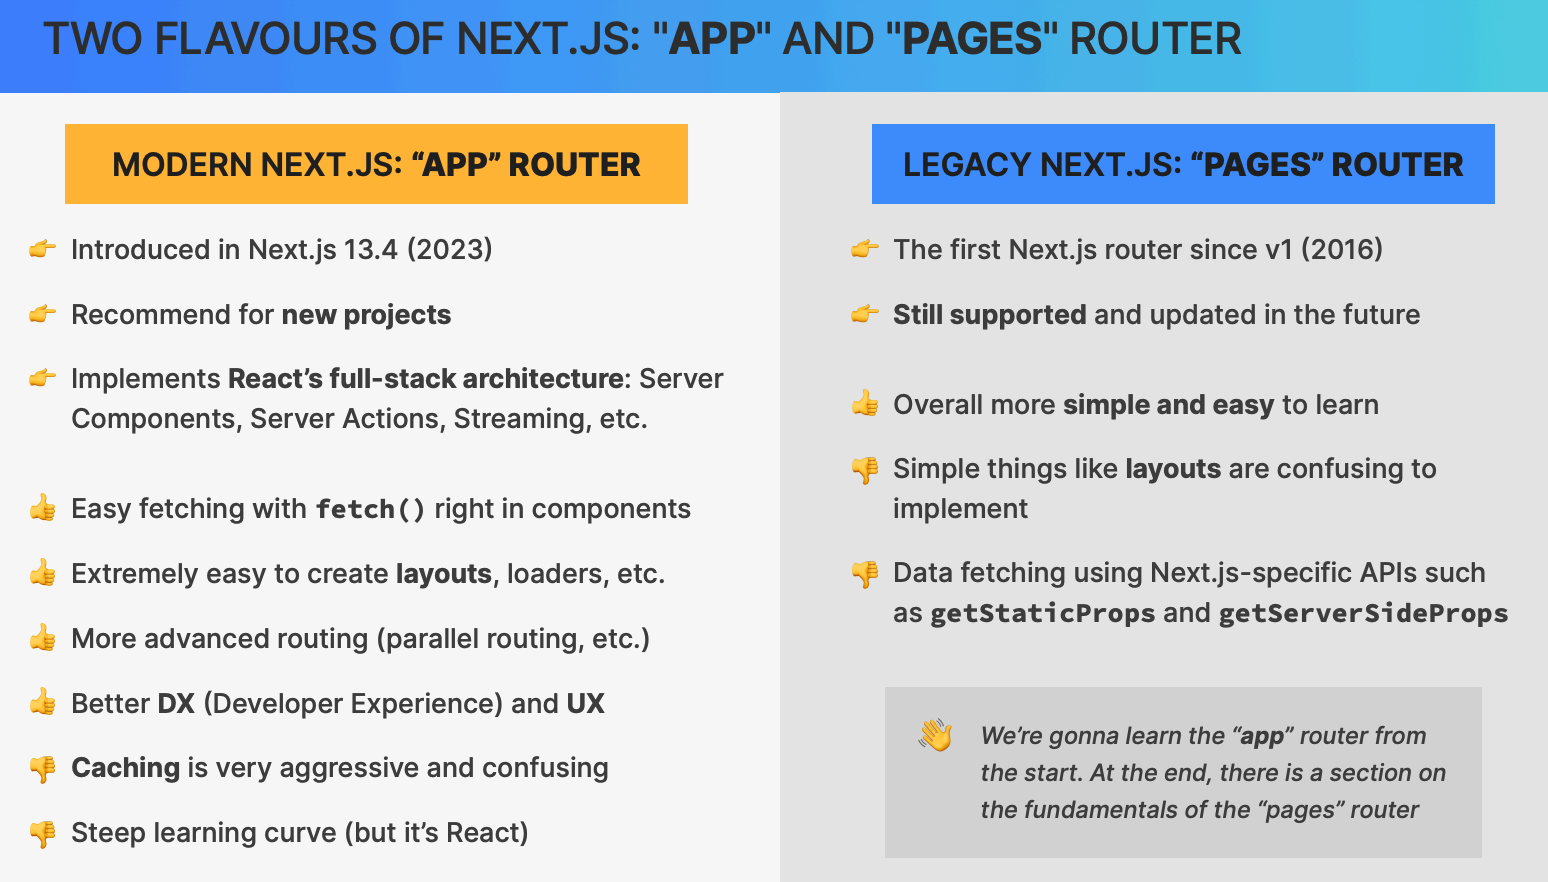 TWO FLAVOURS OF NEXT.JS: "APP" AND "PAGES" ROUTER
MODERN NEXT.JS: “APP” ROUTER
👉 Introduced in Next.js 13.4 (2023)
👉 Recommend for new projects
👉 Implements React’s full-stack architecture: Server
Components, Server Actions, Streaming, etc.
👍 Easy fetching with fetch() right in components
👍 Extremely easy to create layouts, loaders, etc.
👍 More advanced routing (parallel routing, etc.)
👍 Better DX (Developer Experience) and UX
👎 Caching is very aggressive and confusing
👎 Steep learning curve (but it’s React)
LEGACY NEXT.JS: “PAGES” ROUTER
👉 The first Next.js router since v1 (2016)
👉 Still supported and updated in the future
👍 Overall more simple and easy to learn
👎 Simple things like layouts are confusing to
implement
👎 Data fetching using Next.js-specific APIs such
as getStaticProps and getServerSideProps
👋 We’re gonna learn the “app” router from
the start. At the end, there is a section on
the fundamentals of the “pages” router